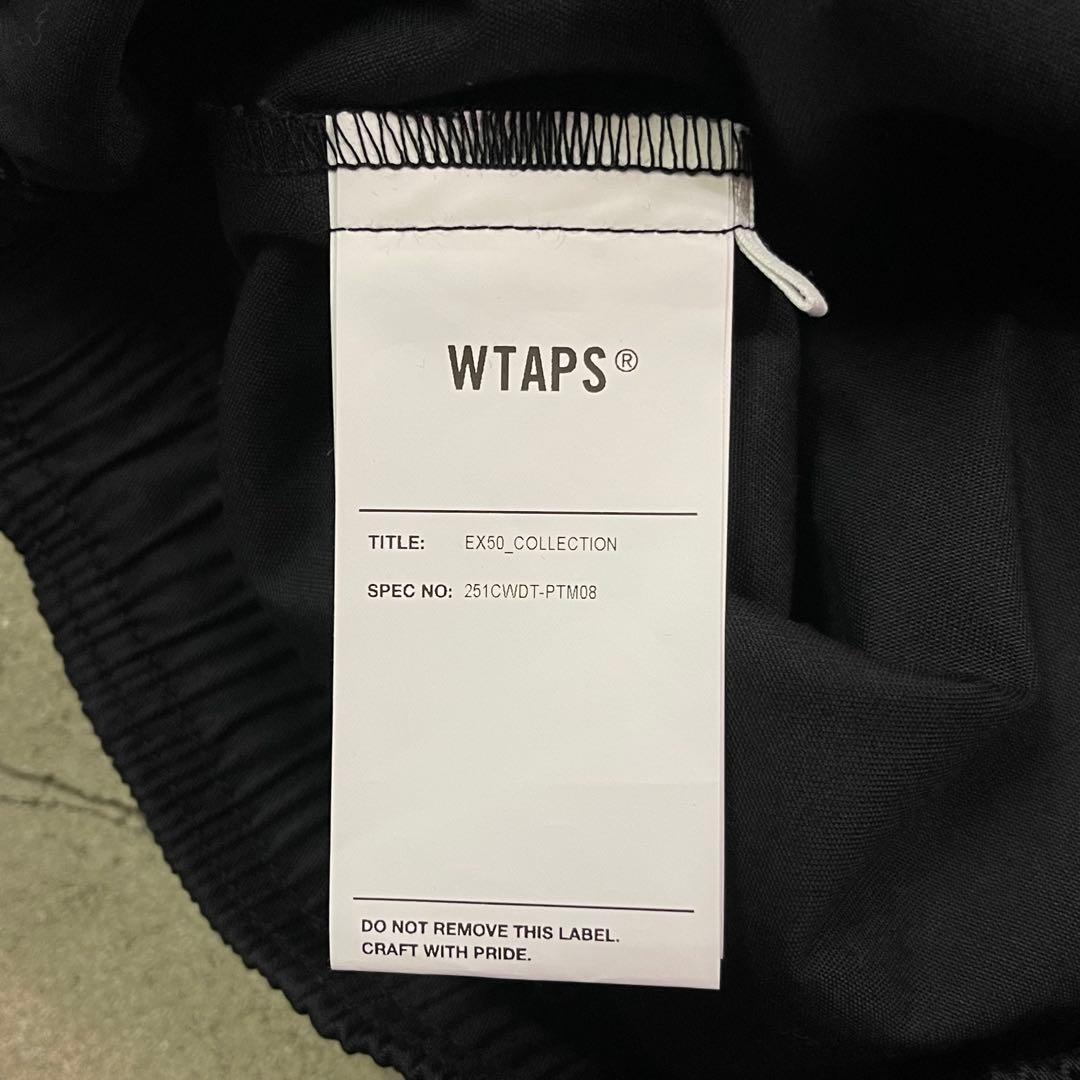 WTAPS®
TITLE: EX50_COLLECTION
SPEC NO: 251CWDT-PTM08
DO NOT REMOVE THIS LABEL.
CRAFT WITH PRIDE.